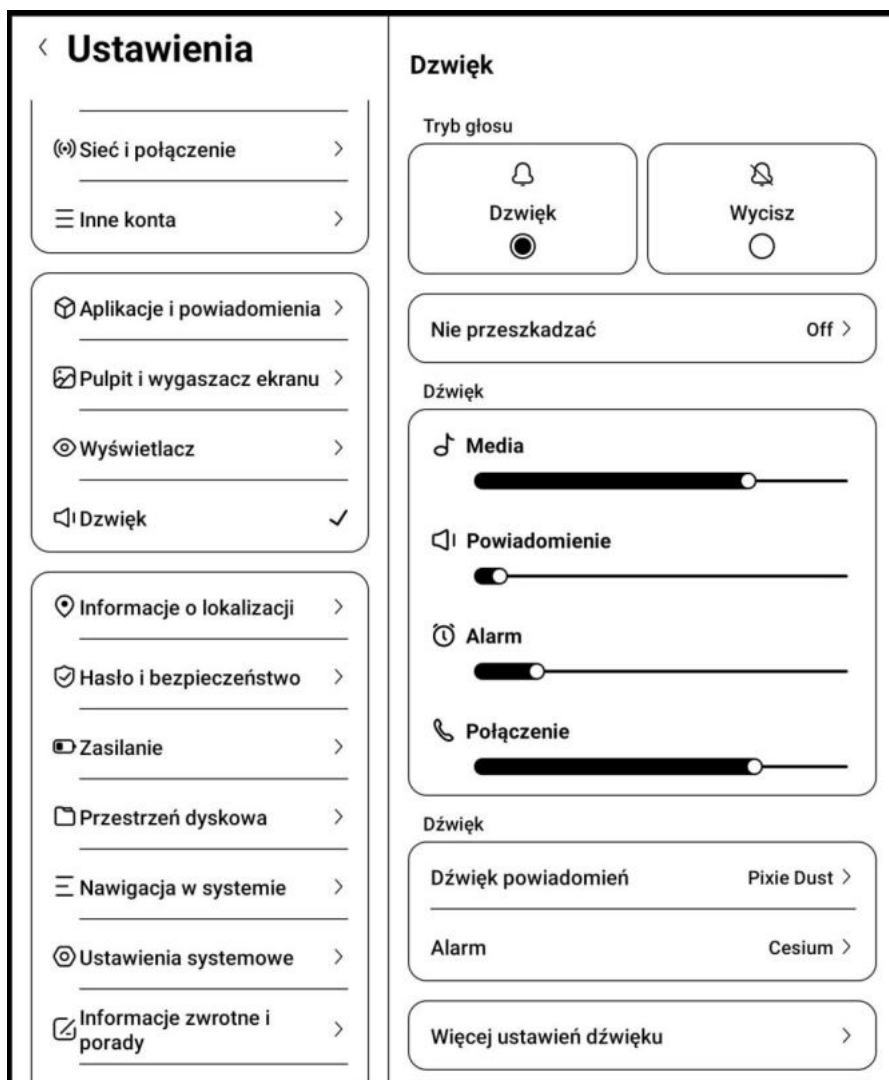 Ustawienia
Sieć i połączenie
Inne konta
Aplikacje i powiadomienia
Pulpit i wygaszacz ekranu
Wyświetlacz
Dzwięk
Informacje o lokalizacji
Hasło i bezpieczeństwo
Zasilanie
Przestrzeń dyskowa
Nawigacja w systemie
Ustawienia systemowe
Informacje zwrotne i
porady
Dzwięk
Tryb głosu
Dzwięk
Wycisz
Nie przeszkadzać Off
Dźwięk
Media
Powiadomienie
Alarm
Połączenie
Dźwięk
Dźwięk powiadomień Pixie Dust
Alarm Cesium
Więcej ustawień dźwięku